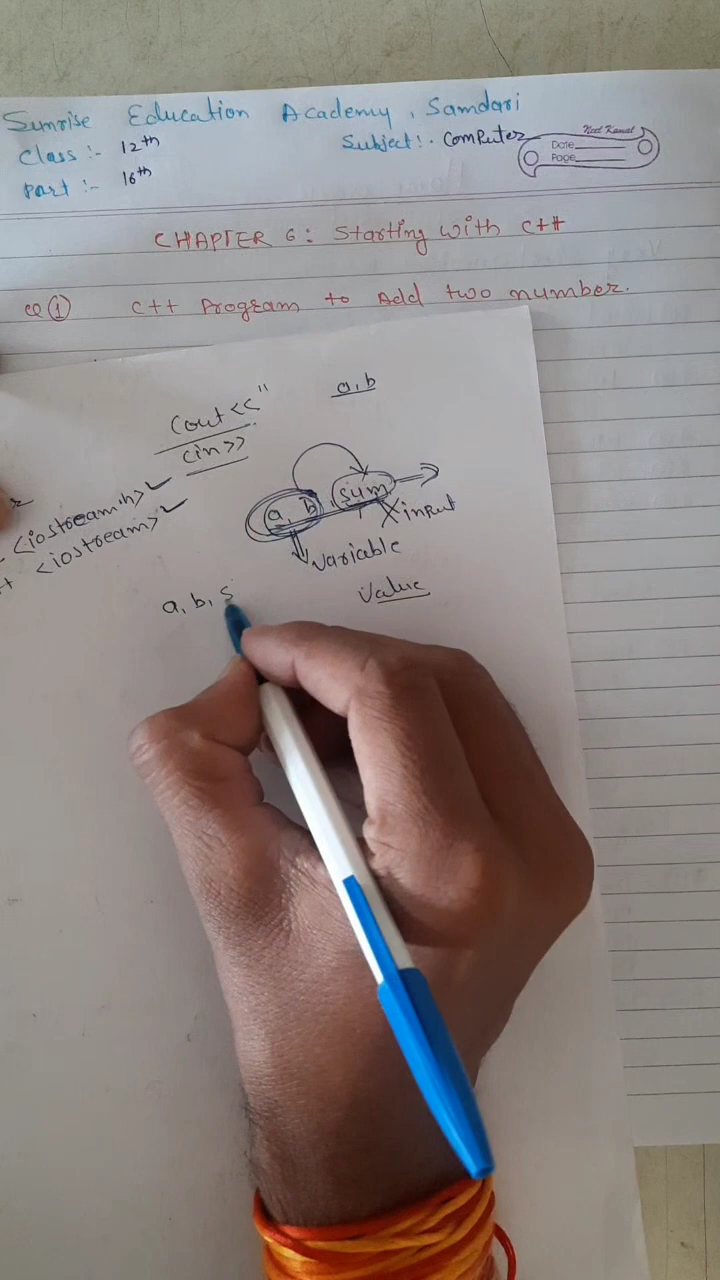 Sunrise Education Academy, Samdari
Class :- 12th
Subject :- Computer
Part :- 16th
Neel Kamal
Date
Page
CHAPTER 6: Starting with C++
Q① C++ Program to Add two number.
a,b
Cout<<"
Cin>>
<iostream.h>
<iostream>
a, b, sum
input
variable
Value
a, b, s